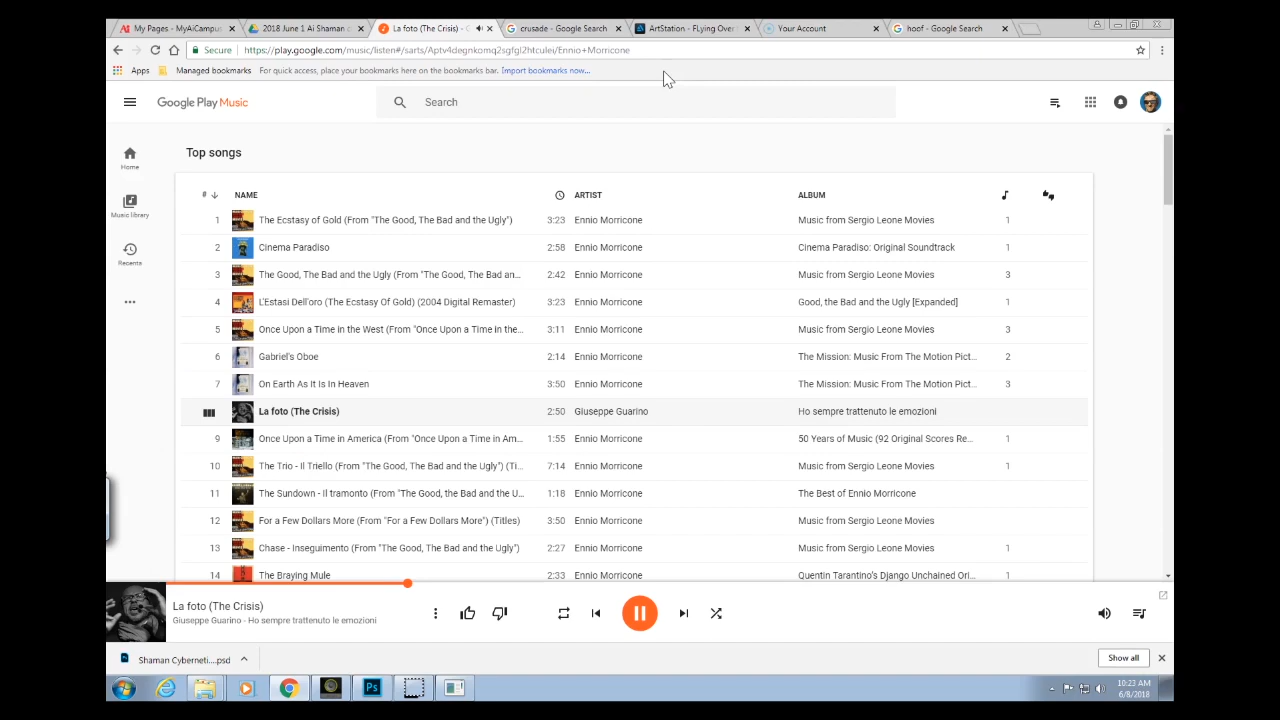 My Pages - MyAiCampus 2018 June 1 Ai Shaman co La foto (The Crisis) - G crusade - Google Search ArtStation - FLying Over Your Account hoof - Google Search
Secure https://play.google.com/music/listen#/sarts/Aptv4depnkomq2sgfgl2htculei/Ennio+Morricone
Apps Managed bookmarks For quick access, place your bookmarks here on the bookmarks bar. Import bookmarks now...
Google Play Music Search
Top songs
Home
Music library
Recents
# NAME ARTIST ALBUM
1 The Ecstasy of Gold (From "The Good, The Bad and the Ugly") 3:23 Ennio Morricone Music from Sergio Leone Movies 1
2 Cinema Paradiso 2:58 Ennio Morricone Cinema Paradiso: Original Soundtrack 1
3 The Good, The Bad and the Ugly (From "The Good, The Bad an... 2:42 Ennio Morricone Music from Sergio Leone Movies 3
4 L'Estasi Dell'oro (The Ecstasy Of Gold) (2004 Digital Remaster) 3:23 Ennio Morricone Good, the Bad and the Ugly [Expanded] 1
5 Once Upon a Time in the West (From "Once Upon a Time in the... 3:11 Ennio Morricone Music from Sergio Leone Movies 3
6 Gabriel's Oboe 2:14 Ennio Morricone The Mission: Music From The Motion Pict... 2
7 On Earth As It Is In Heaven 3:50 Ennio Morricone The Mission: Music From The Motion Pict... 3
La foto (The Crisis) 2:50 Giuseppe Guarino Ho sempre trattenuto le emozioni
9 Once Upon a Time in America (From "Once Upon a Time in Am... 1:55 Ennio Morricone 50 Years of Music (92 Original Scores Re... 1
10 The Trio - Il Triello (From "The Good, The Bad and the Ugly") (Ti... 7:14 Ennio Morricone Music from Sergio Leone Movies 1
11 The Sundown - Il tramonto (From "The Good, the Bad and the U... 1:18 Ennio Morricone The Best of Ennio Morricone
12 For a Few Dollars More (From "For a Few Dollars More") (Titles) 3:50 Ennio Morricone Music from Sergio Leone Movies
13 Chase - Inseguimento (From "The Good, The Bad and the Ugly") 2:27 Ennio Morricone Music from Sergio Leone Movies 1
14 The Braying Mule 2:33 Ennio Morricone Quentin Tarantino's Django Unchained Ori... 1
La foto (The Crisis)
Giuseppe Guarino - Ho sempre trattenuto le emozioni
Shaman Cyberneti....psd Show all
Ps
10:23 AM
6/8/2018